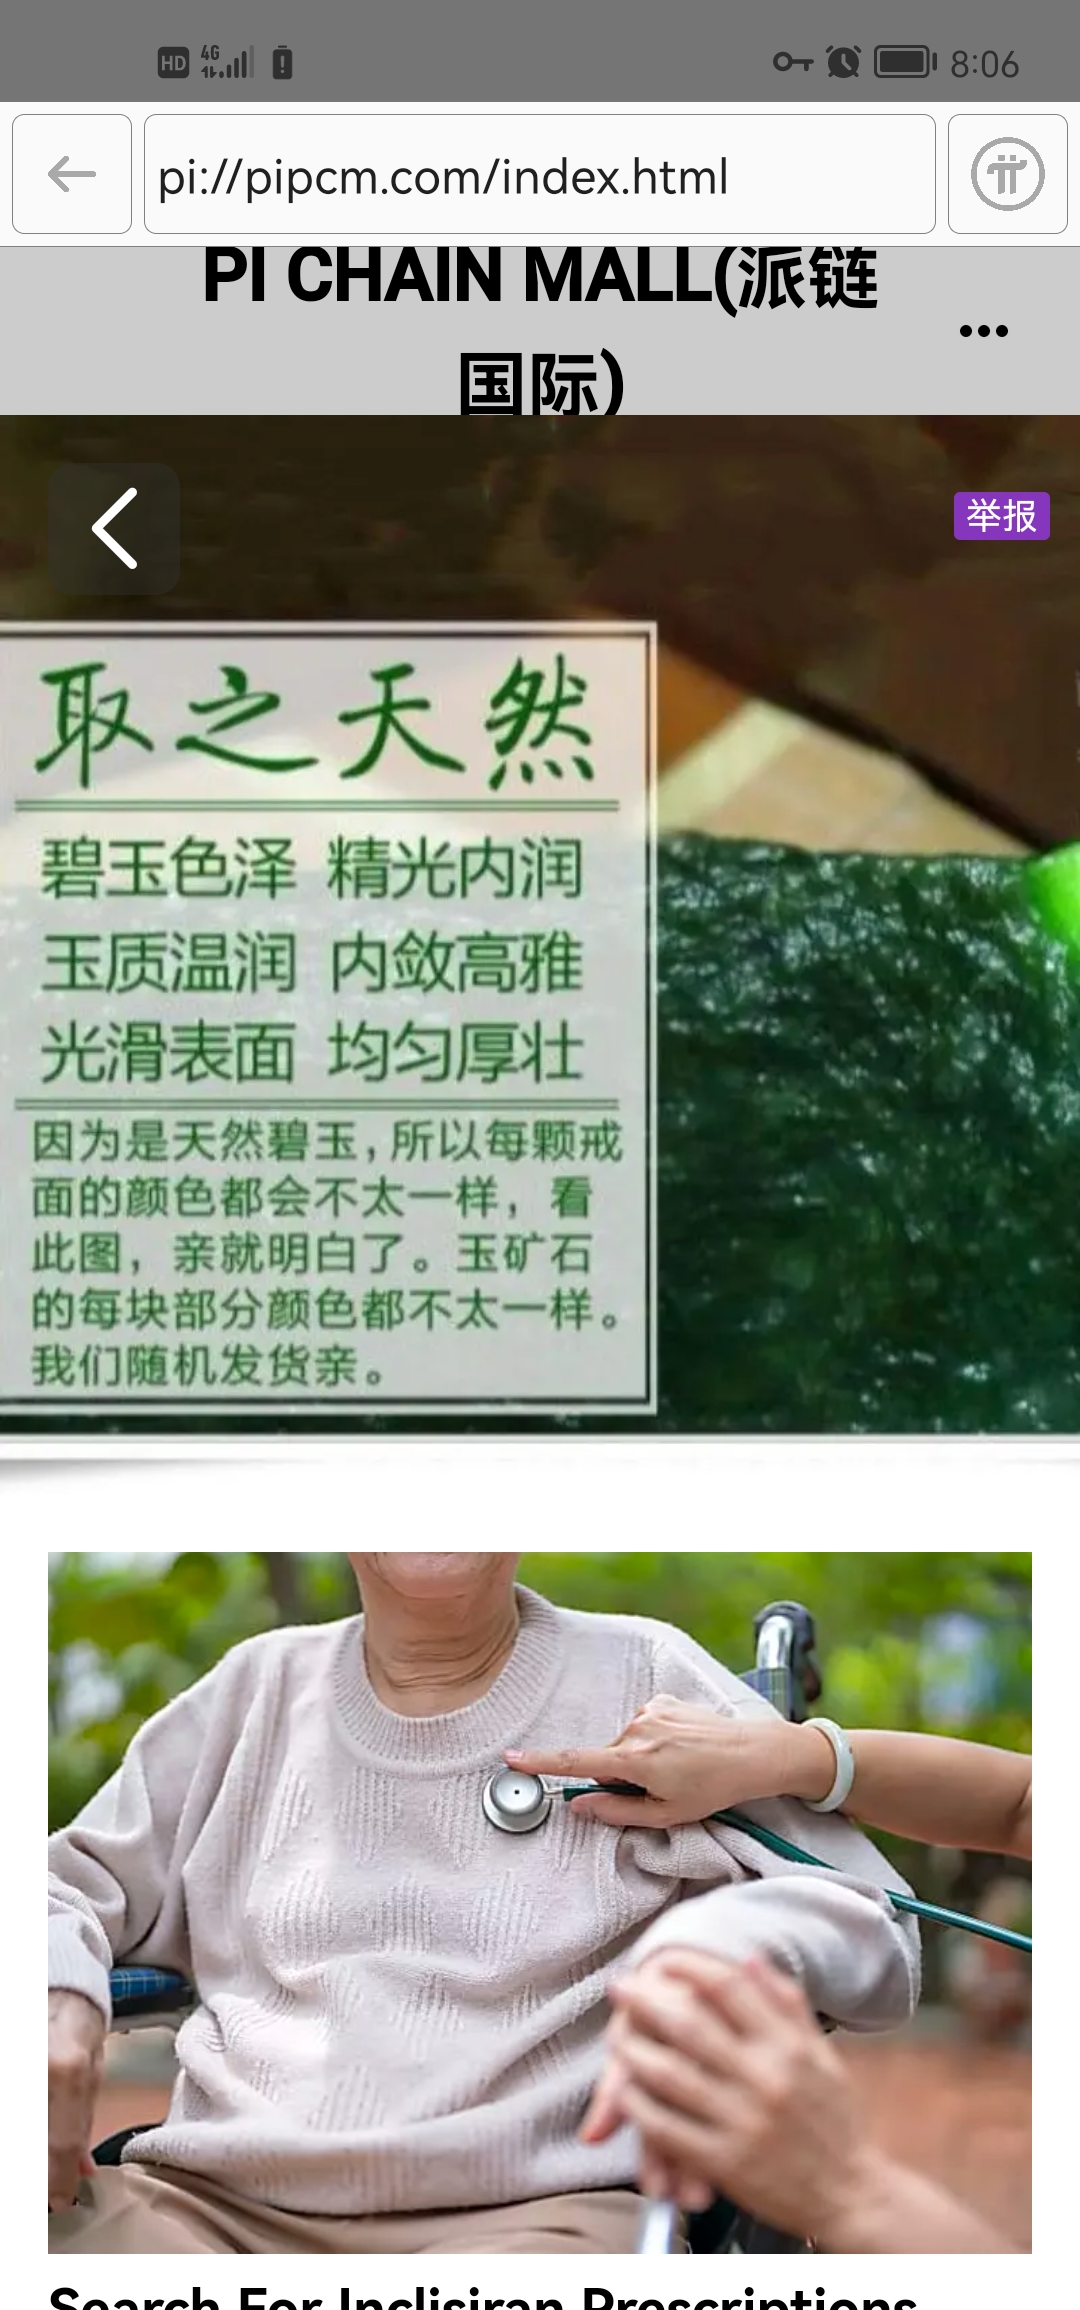 HD 4G 8:06
pi://pipcm.com/index.html
PI CHAIN MALL(派链
国际)
举报
取之天然
碧玉色泽 精光内润
玉质温润 内敛高雅
光滑表面 均匀厚壮
因为是天然碧玉,所以每颗戒
面的颜色都会不太一样，看
此图，亲就明白了。玉矿石
的每块部分颜色都不太一样。
我们随机发货亲。
Search For Inclisiran Prescriptions